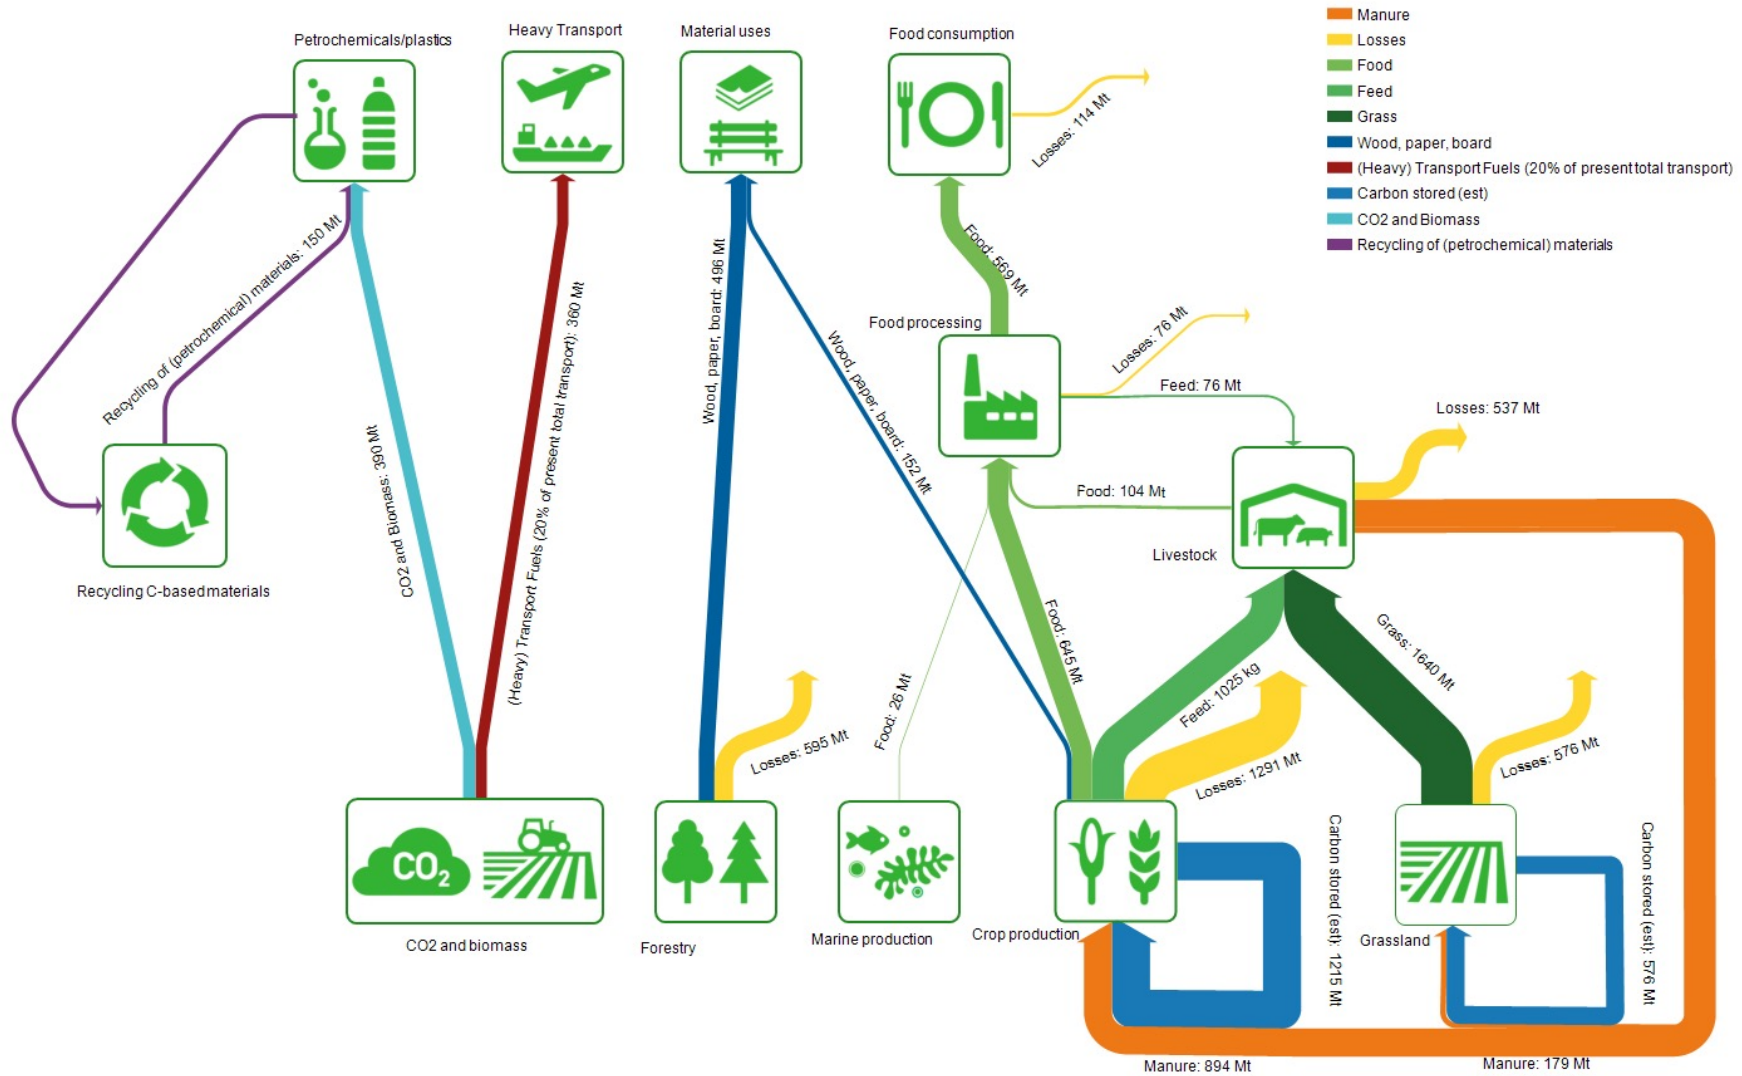 Petrochemicals/plastics
Heavy Transport
Material uses
Food consumption
Manure
Losses
Food
Feed
Grass
Wood, paper, board
(Heavy) Transport Fuels (20% of present total transport)
Carbon stored (est)
CO2 and Biomass
Recycling of (petrochemical) materials
Losses: 114 Mt
Recycling of (petrochemical) materials: 150 Mt
Food: 569 Mt
Food processing
Losses: 76 Mt
Feed: 76 Mt
Losses: 537 Mt
Wood, paper, board: 496 Mt
Wood, paper, board: 152 Mt
(Heavy) Transport Fuels (20% of present total transport): 360 Mt
CO2 and Biomass: 390 Mt
Food: 104 Mt
Livestock
Recycling C-based materials
Food: 645 Mt
Grass: 1640 Mt
Feed: 1025 kg
Food: 26 Mt
Losses: 595 Mt
Losses: 1291 Mt
Losses: 576 Mt
CO2
CO2 and biomass
Forestry
Marine production
Crop production
Grassland
Carbon stored (est): 1215 Mt
Carbon stored (est): 576 Mt
Manure: 894 Mt
Manure: 179 Mt